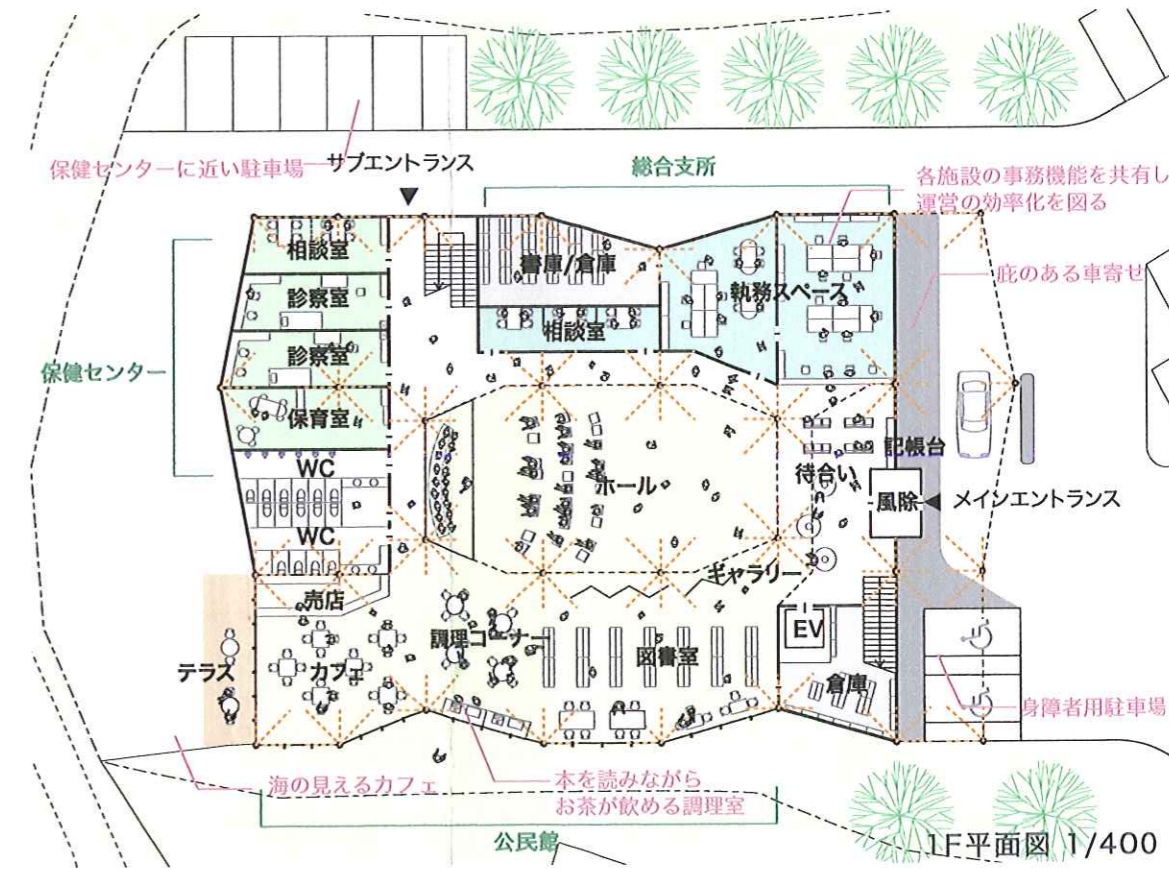 保健センターに近い駐車場
サブエントランス
総合支所
各施設の事務機能を共有し
運営の効率化を図る
相談室
書庫/倉庫
執務スペース
庇のある車寄せ
診察室
相談室
診察室
保健センター
保育室
記帳台
WC
ホール
待合い
風除
メインエントランス
WC
ギャラリー
売店
調理コーナー
EV
図書室
テラス
カフェ
倉庫
身障者用駐車場
海の見えるカフェ
本を読みながら
お茶が飲める調理室
公民館
1F平面図 1/400